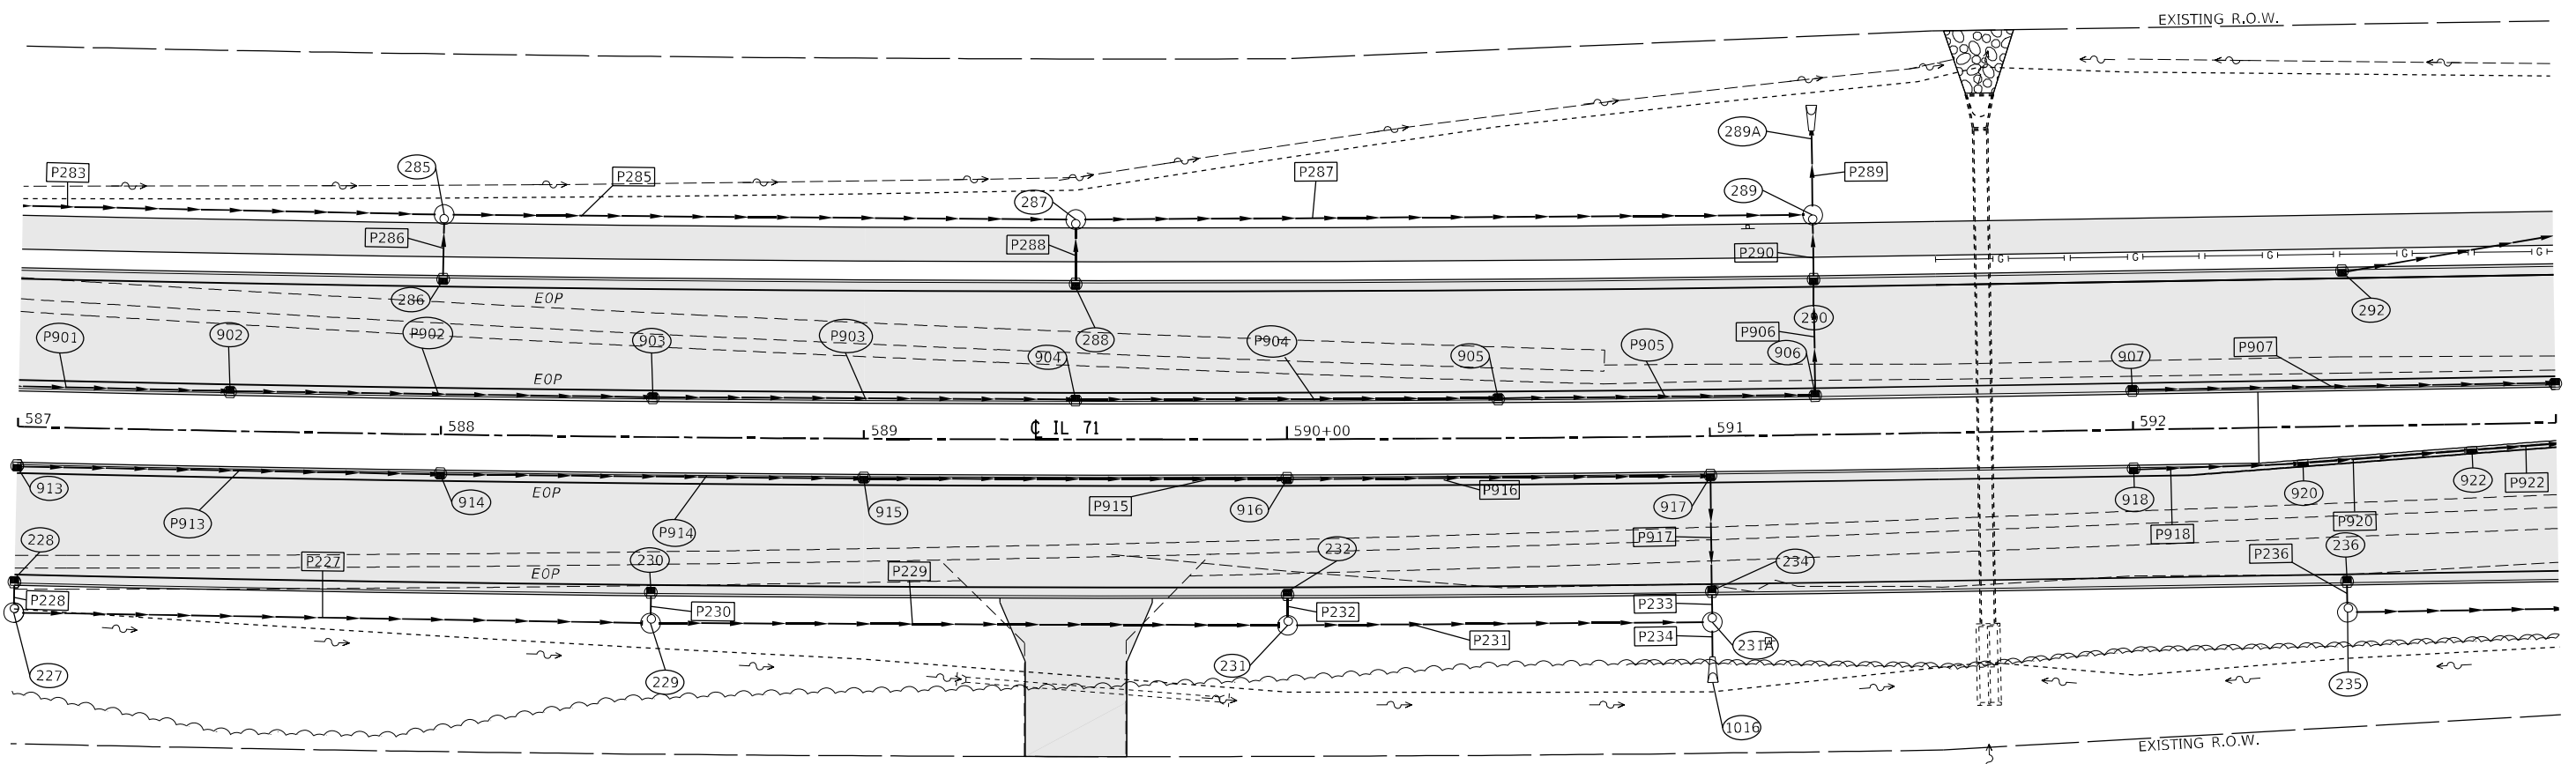 EXISTING R.O.W.
289A
P283
285
P285
P287
P289
289
287
P286
P288
P290
G G G G G
286
EOP
290
292
P901
902
P902
903
P903
288
904
P904
905
P905
P906
906
907
P907
EOP
587
588
589
℄ IL 71
590+00
591
592
913
914
EOP
915
P915
916
P916
917
918
920
922
P922
P913
P914
P917
P918
P920
228
P227
230
EOP
P229
232
234
P236
236
P228
P230
P232
P233
P231
P234
231A
227
229
231
235
1016
EXISTING R.O.W.